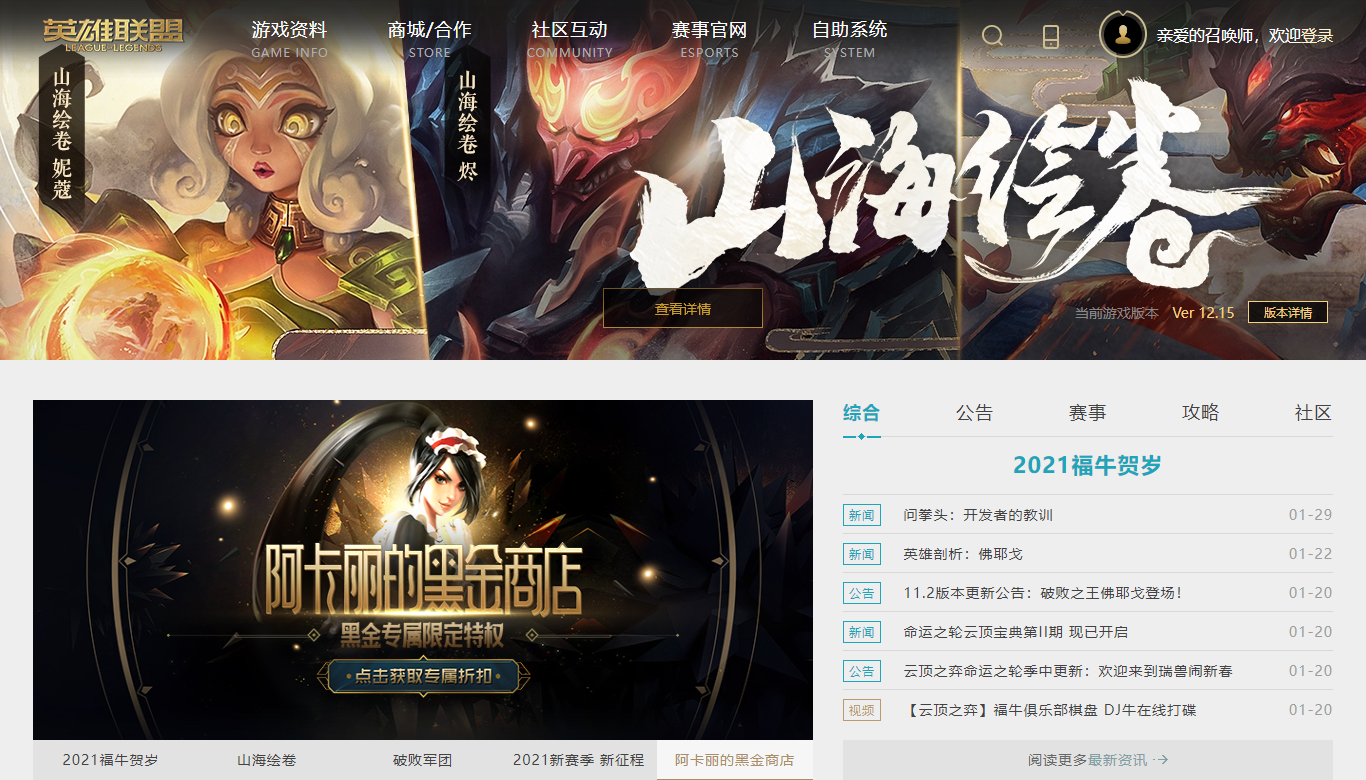 英雄联盟
LEAGUE OF LEGENDS
游戏资料
GAME INFO
商城/合作
STORE
社区互动
COMMUNITY
赛事官网
ESPORTS
自助系统
SYSTEM
亲爱的召唤师，欢迎登录
山海绘卷 妮蔻
山海绘卷 烬
山海绘卷
查看详情
当前游戏版本 Ver 12.15 版本详情
阿卡丽的黑金商店
黑金专属限定特权
·点击获取专属折扣·
2021福牛贺岁 山海绘卷 破败军团 2021新赛季 新征程 阿卡丽的黑金商店
综合 公告 赛事 攻略 社区
2021福牛贺岁
新闻 问拳头：开发者的教训 01-29
新闻 英雄剖析：佛耶戈 01-22
公告 11.2版本更新公告：破败之王佛耶戈登场！ 01-20
新闻 命运之轮云顶宝典第II期 现已开启 01-20
公告 云顶之弈命运之轮季中更新：欢迎来到瑞兽闹新春 01-20
视频 【云顶之弈】福牛俱乐部棋盘 DJ牛在线打碟 01-20
阅读更多最新资讯 ·→